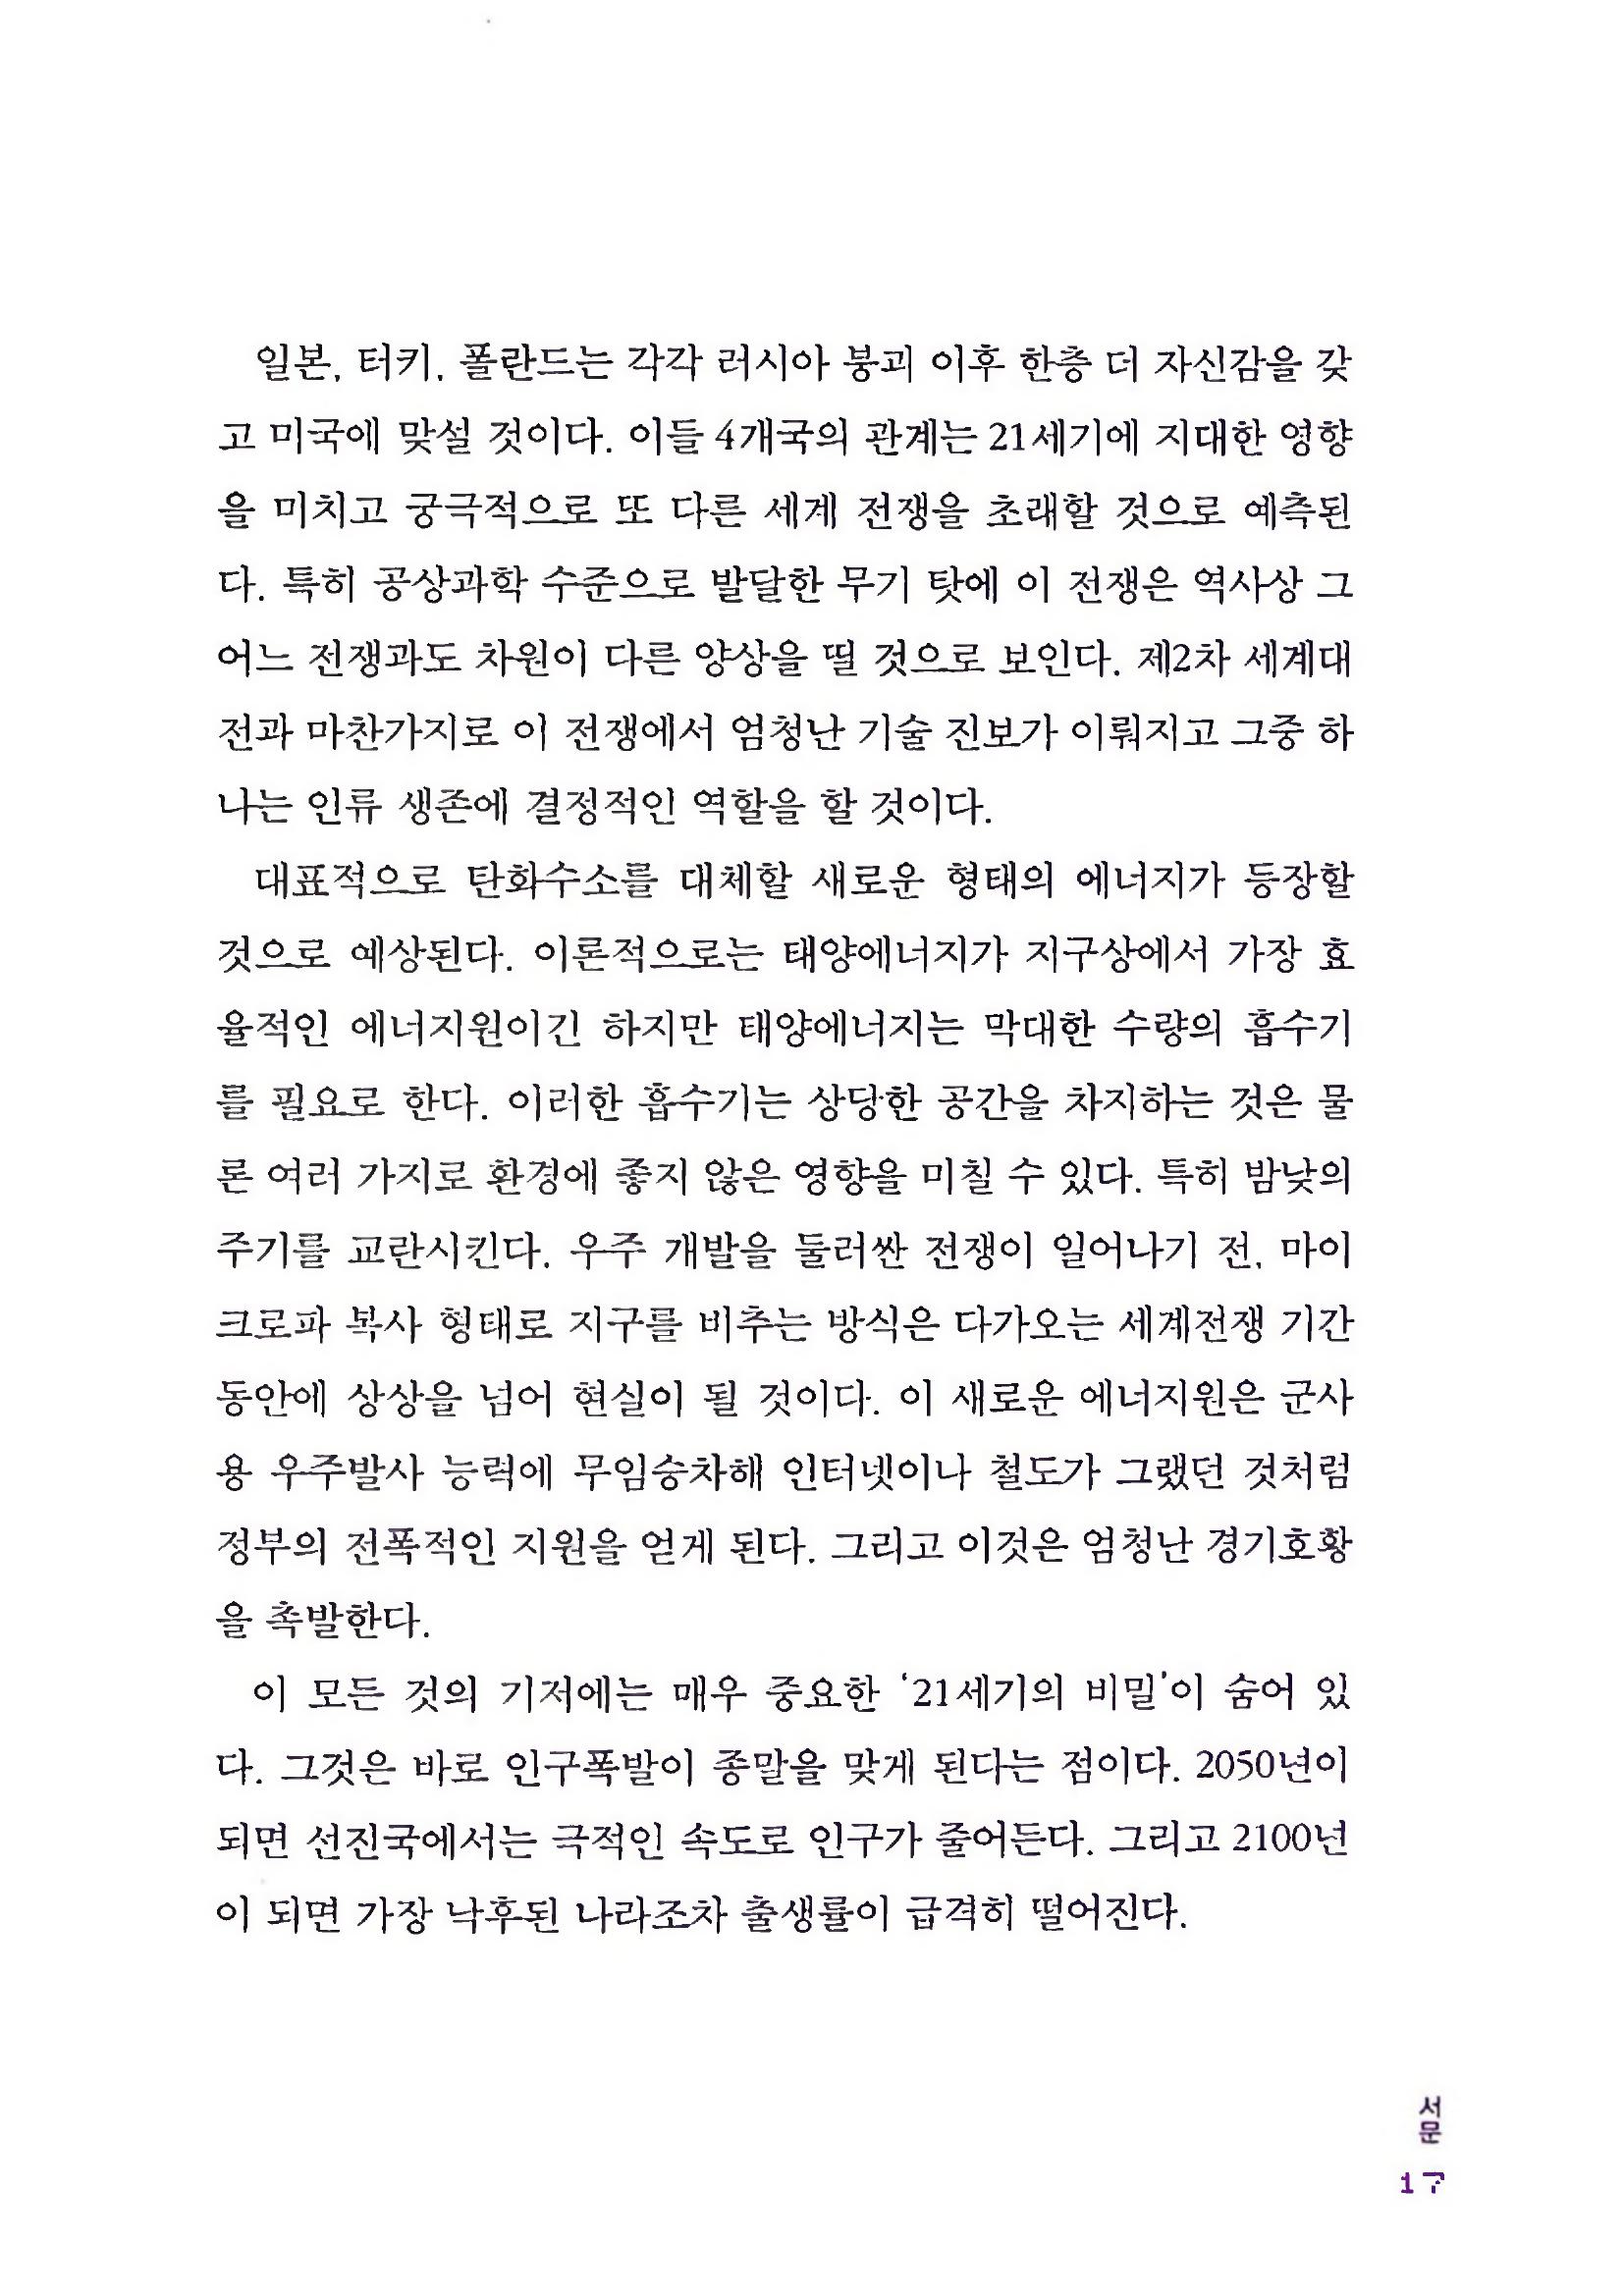 일본, 터키, 폴란드는 각각 러시아 붕괴 이후 한층 더 자신감을 갖
고 미국에 맞설 것이다. 이들 4개국의 관계는 21세기에 지대한 영향
을 미치고 궁극적으로 또 다른 세계 전쟁을 초래할 것으로 예측된
다. 특히 공상과학 수준으로 발달한 무기 탓에 이 전쟁은 역사상 그
어느 전쟁과도 차원이 다른 양상을 띨 것으로 보인다. 제2차 세계대
전과 마찬가지로 이 전쟁에서 엄청난 기술 진보가 이뤄지고 그중 하
나는 인류 생존에 결정적인 역할을 할 것이다.
대표적으로 탄화수소를 대체할 새로운 형태의 에너지가 등장할
것으로 예상된다. 이론적으로는 태양에너지가 지구상에서 가장 효
율적인 에너지원이긴 하지만 태양에너지는 막대한 수량의 흡수기
를 필요로 한다. 이러한 흡수기는 상당한 공간을 차지하는 것은 물
론 여러 가지로 환경에 좋지 않은 영향을 미칠 수 있다. 특히 밤낮의
주기를 교란시킨다. 우주 개발을 둘러싼 전쟁이 일어나기 전, 마이
크로파 복사 형태로 지구를 비추는 방식은 다가오는 세계전쟁 기간
동안에 상상을 넘어 현실이 될 것이다. 이 새로운 에너지원은 군사
용 우주발사 능력에 무임승차해 인터넷이나 철도가 그랬던 것처럼
정부의 전폭적인 지원을 얻게 된다. 그리고 이것은 엄청난 경기호황
을 촉발한다.
이 모든 것의 기저에는 매우 중요한 ‘21세기의 비밀’이 숨어 있
다. 그것은 바로 인구폭발이 종말을 맞게 된다는 점이다. 2050년이
되면 선진국에서는 극적인 속도로 인구가 줄어든다. 그리고 2100년
이 되면 가장 낙후된 나라조차 출생률이 급격히 떨어진다.
서문
17